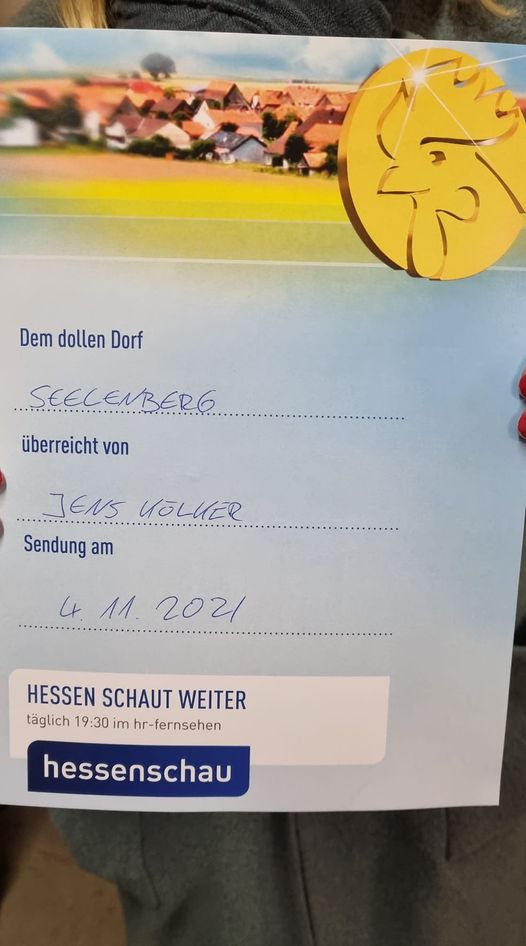 Dem dollen Dorf
SEELENBERG
überreicht von
JENS KÖLKER
Sendung am
4. 11. 2021
HESSEN SCHAUT WEITER
täglich 19:30 im hr-fernsehen
hessenschau